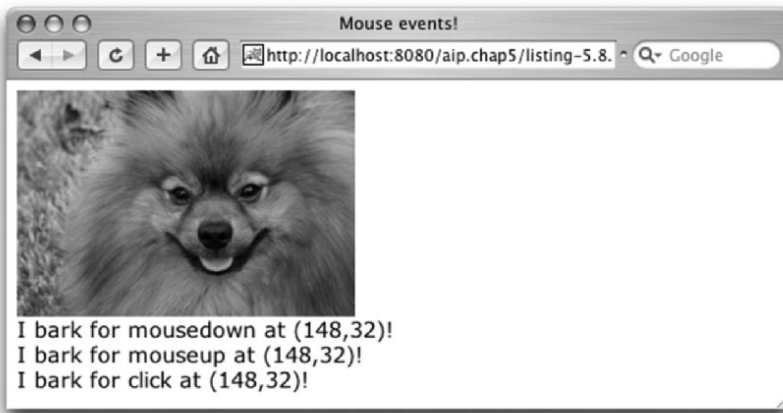 Mouse events!
http://localhost:8080/aip.chap5/listing-5.8.
Google
I bark for mousedown at (148,32)!
I bark for mouseup at (148,32)!
I bark for click at (148,32)!